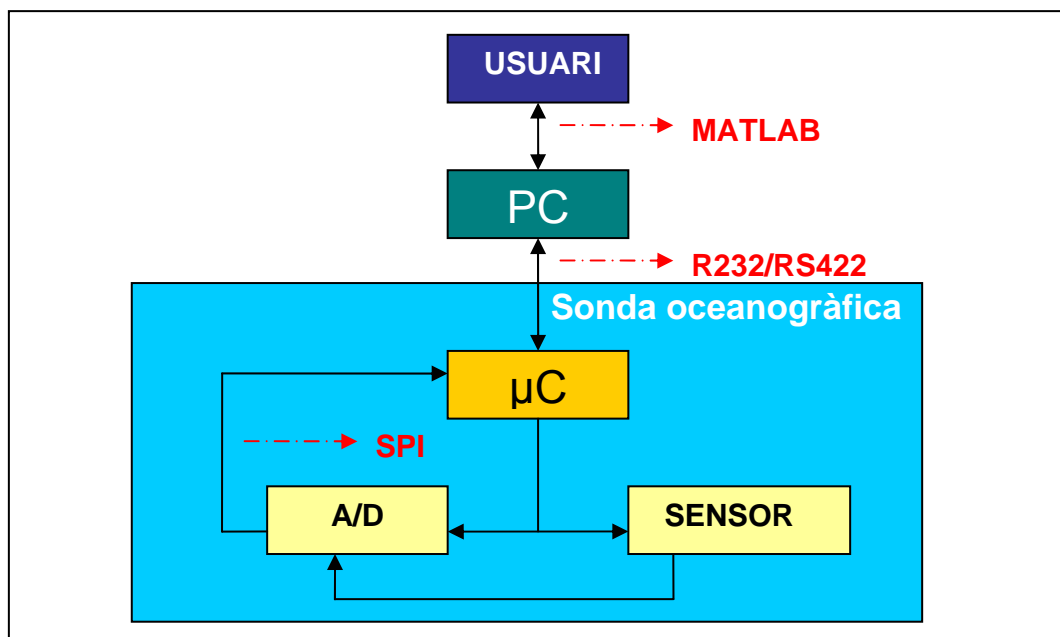 USUARI
MATLAB
PC
R232/RS422
Sonda oceanogràfica
µC
SPI
A/D
SENSOR